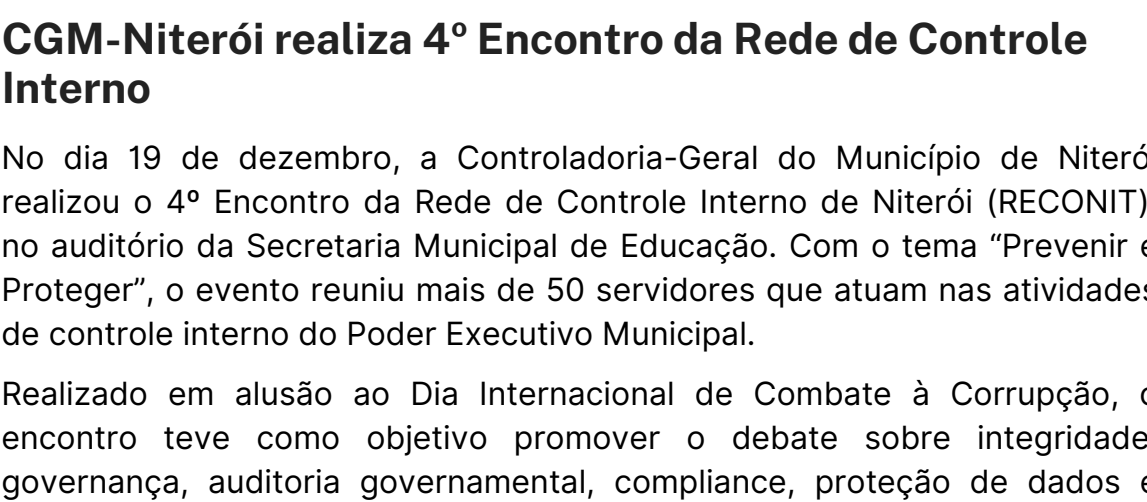 CGM-Niterói realiza 4º Encontro da Rede de Controle
Interno
No dia 19 de dezembro, a Controladoria-Geral do Município de Niterói
realizou o 4º Encontro da Rede de Controle Interno de Niterói (RECONIT),
no auditório da Secretaria Municipal de Educação. Com o tema “Prevenir e
Proteger”, o evento reuniu mais de 50 servidores que atuam nas atividades
de controle interno do Poder Executivo Municipal.
Realizado em alusão ao Dia Internacional de Combate à Corrupção, o
encontro teve como objetivo promover o debate sobre integridade,
governança, auditoria governamental, compliance, proteção de dados e